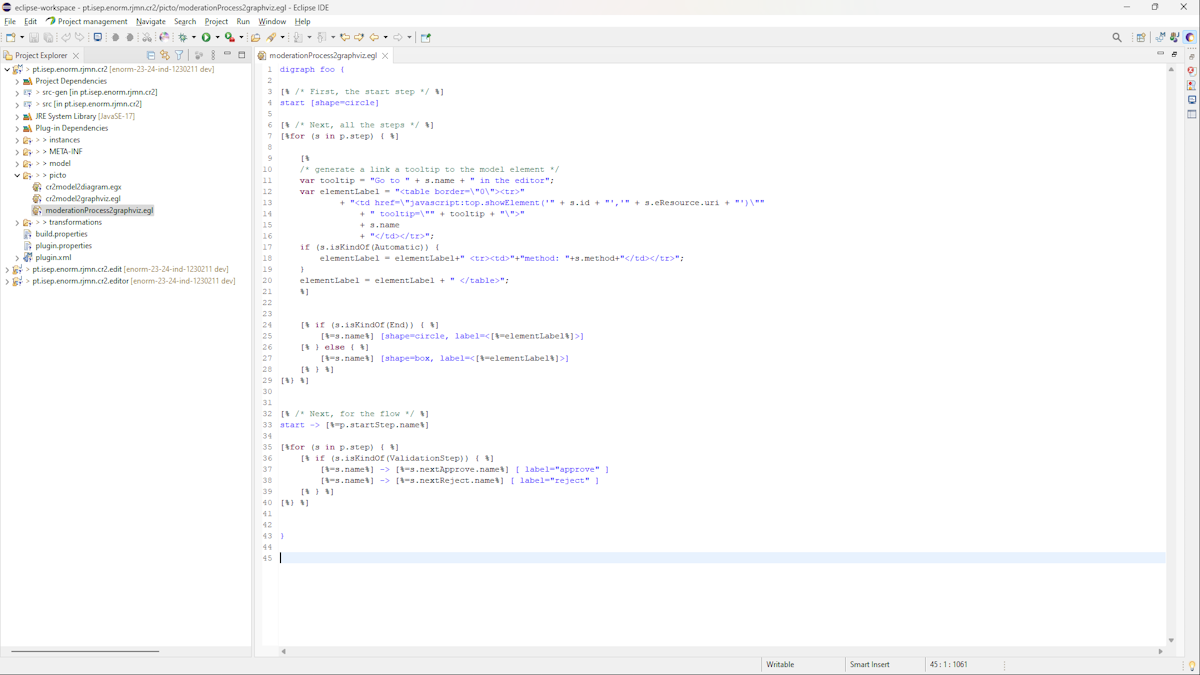 eclipse-workspace - pt.isep.enorm.rjmn.cr2/picto/moderationProcess2graphviz.egl - Eclipse IDE
File Edit Project management Navigate Search Project Run Window Help
Project Explorer
> pt.isep.enorm.rjmn.cr2 [enorm-23-24-ind-1230211 dev]
Project Dependencies
> src-gen [in pt.isep.enorm.rjmn.cr2]
> src [in pt.isep.enorm.rjmn.cr2]
JRE System Library [JavaSE-17]
Plug-in Dependencies
> > instances
> > META-INF
> > model
> > picto
cr2model2diagram.egx
cr2model2graphviz.egl
moderationProcess2graphviz.egl
> > transformations
build.properties
plugin.properties
plugin.xml
> pt.isep.enorm.rjmn.cr2.edit [enorm-23-24-ind-1230211 dev]
> pt.isep.enorm.rjmn.cr2.editor [enorm-23-24-ind-1230211 dev]
moderationProcess2graphviz.egl
1 digraph foo {
2
3 [% /* First, the start step */ %]
4 start [shape=circle]
5
6 [% /* Next, all the steps */ %]
7 [%for (s in p.step) { %]
8
9 [%
10 /* generate a link a tooltip to the model element */
11 var tooltip = "Go to " + s.name + " in the editor";
12 var elementLabel = "<table border=\"0\"><tr>"
13 + "<td href=\"javascript:top.showElement('" + s.id + "','" + s.eResource.uri + "')\""
14 + " tooltip=\"" + tooltip + "\">"
15 + s.name
16 + "</td></tr>";
17 if (s.isKindOf(Automatic)) {
18 elementLabel = elementLabel+" <tr><td>"+"method: "+s.method+"</td></tr>";
19 }
20 elementLabel = elementLabel + " </table>";
21 %]
22
23
24 [% if (s.isKindOf(End)) { %]
25 [%=s.name%] [shape=circle, label=<[%=elementLabel%]>]
26 [% } else { %]
27 [%=s.name%] [shape=box, label=<[%=elementLabel%]>]
28 [% } %]
29 [%} %]
30
31
32 [% /* Next, for the flow */ %]
33 start -> [%=p.startStep.name%]
34
35 [%for (s in p.step) { %]
36 [% if (s.isKindOf(ValidationStep)) { %]
37 [%=s.name%] -> [%=s.nextApprove.name%] [ label="approve" ]
38 [%=s.name%] -> [%=s.nextReject.name%] [ label="reject" ]
39 [% } %]
40 [%} %]
41
42
43 }
44
45
Writable Smart Insert 45 : 1 : 1061